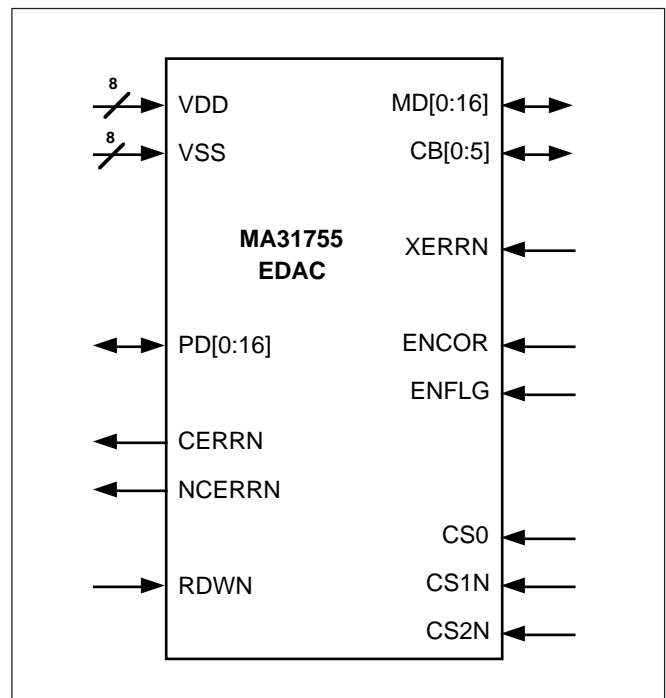 8
VDD
MD[0:16]
8
VSS
CB[0:5]
MA31755
EDAC
XERRN
PD[0:16]
ENCOR
ENFLG
CERRN
NCERRN
CS0
RDWN
CS1N
CS2N